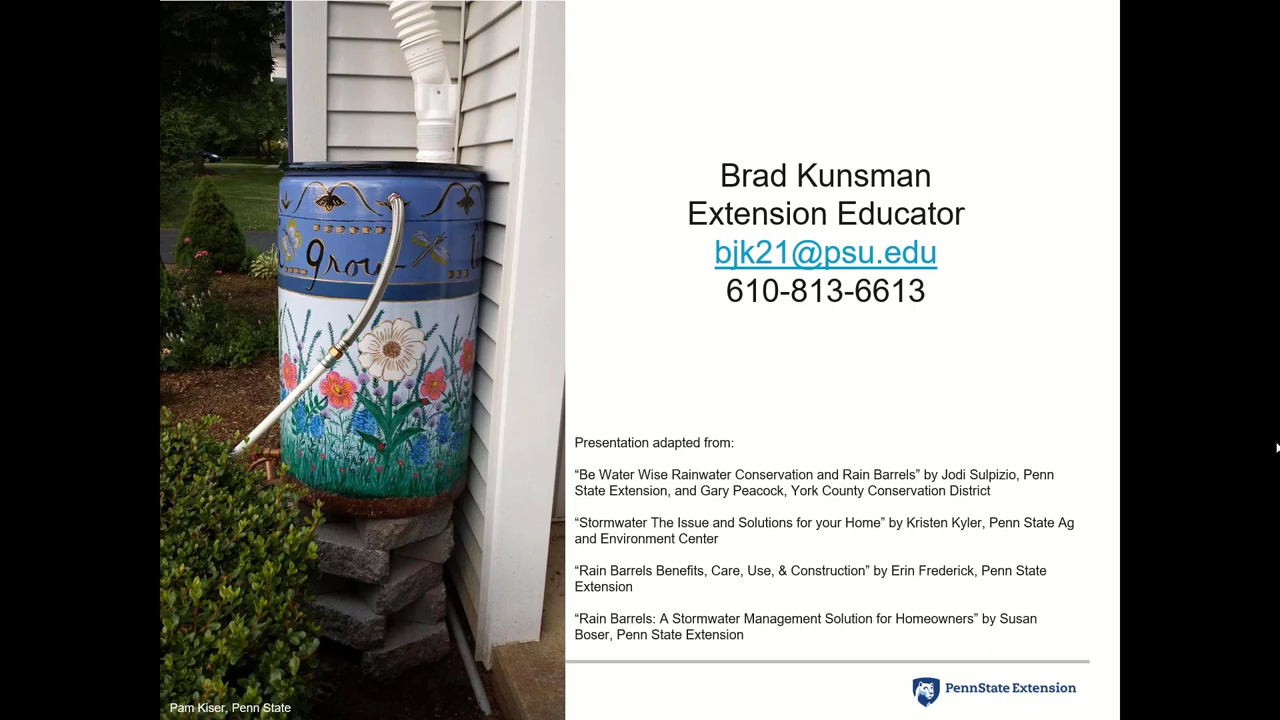 grow
Pam Kiser, Penn State
Brad Kunsman
Extension Educator
bjk21@psu.edu
610-813-6613
Presentation adapted from:
“Be Water Wise Rainwater Conservation and Rain Barrels” by Jodi Sulpizio, Penn
State Extension, and Gary Peacock, York County Conservation District
“Stormwater The Issue and Solutions for your Home” by Kristen Kyler, Penn State Ag
and Environment Center
“Rain Barrels Benefits, Care, Use, & Construction” by Erin Frederick, Penn State
Extension
“Rain Barrels: A Stormwater Management Solution for Homeowners” by Susan
Boser, Penn State Extension
PennState Extension